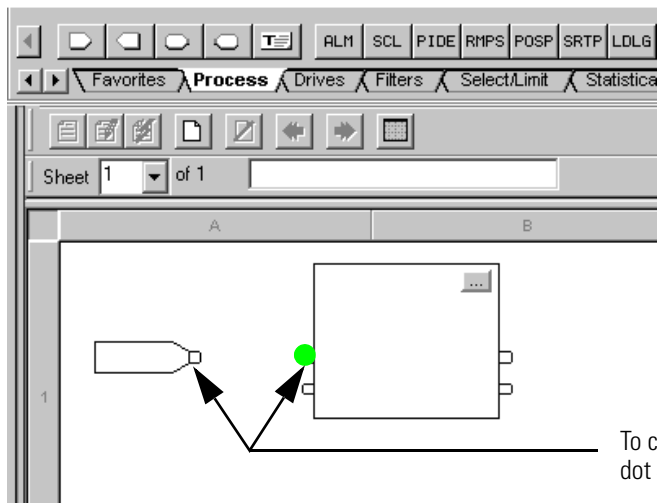 ALM SCL PIDE RMPS POSP SRTP LDLG
Favorites Process Drives Filters Select/Limit Statistica
Sheet 1 of 1
A B
1
To c
dot